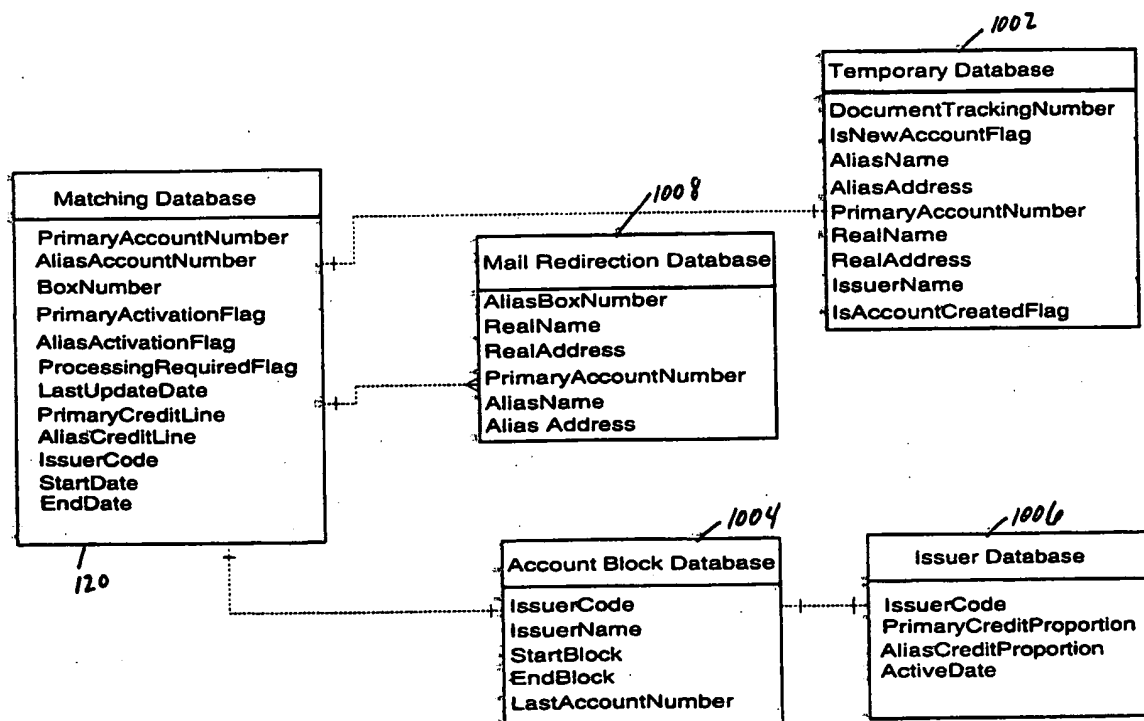 1002
Temporary Database
DocumentTrackingNumber
IsNewAccountFlag
AliasName
AliasAddress
PrimaryAccountNumber
RealName
RealAddress
IssuerName
IsAccountCreatedFlag
Matching Database
PrimaryAccountNumber
AliasAccountNumber
BoxNumber
PrimaryActivationFlag
AliasActivationFlag
ProcessingRequiredFlag
LastUpdateDate
PrimaryCreditLine
AliasCreditLine
IssuerCode
StartDate
EndDate
120
1008
Mail Redirection Database
AliasBoxNumber
RealName
RealAddress
PrimaryAccountNumber
AliasName
Alias Address
1004
Account Block Database
IssuerCode
IssuerName
StartBlock
EndBlock
LastAccountNumber
1006
Issuer Database
IssuerCode
PrimaryCreditProportion
AliasCreditProportion
ActiveDate